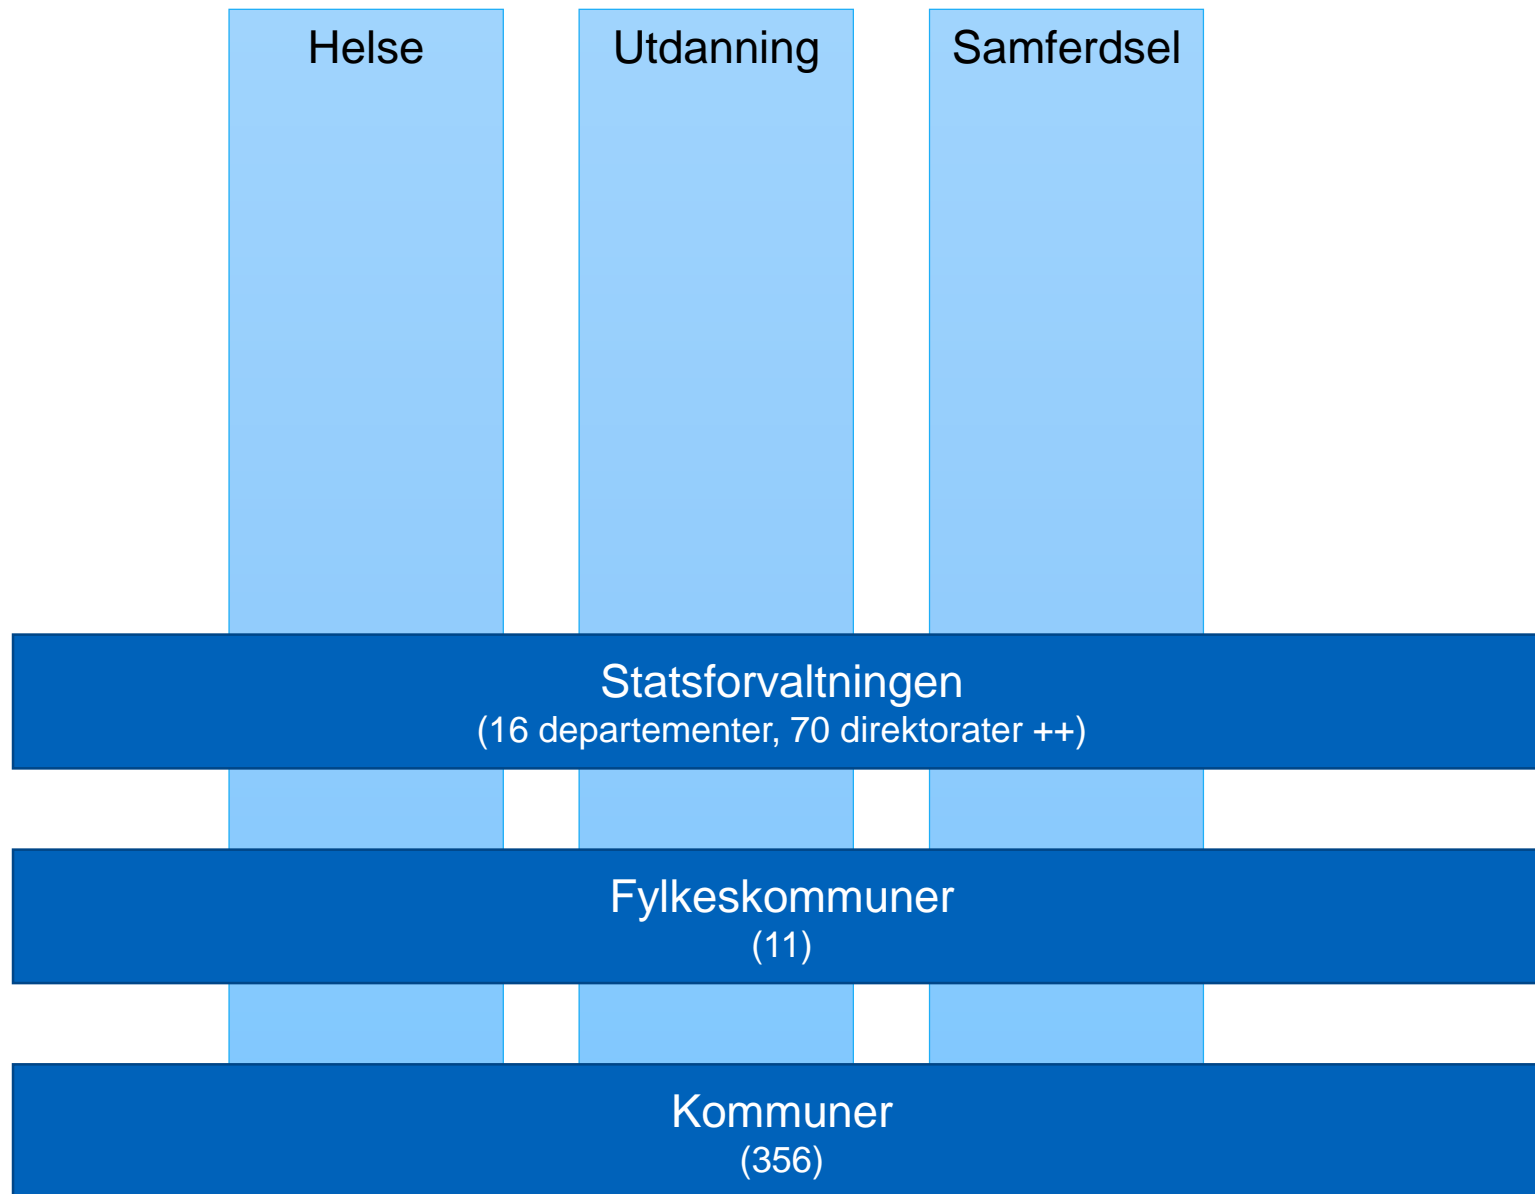 Helse
Utdanning
Samferdsel
Statsforvaltningen
(16 departementer, 70 direktorater ++)
Fylkeskommuner
(11)
Kommuner
(356)